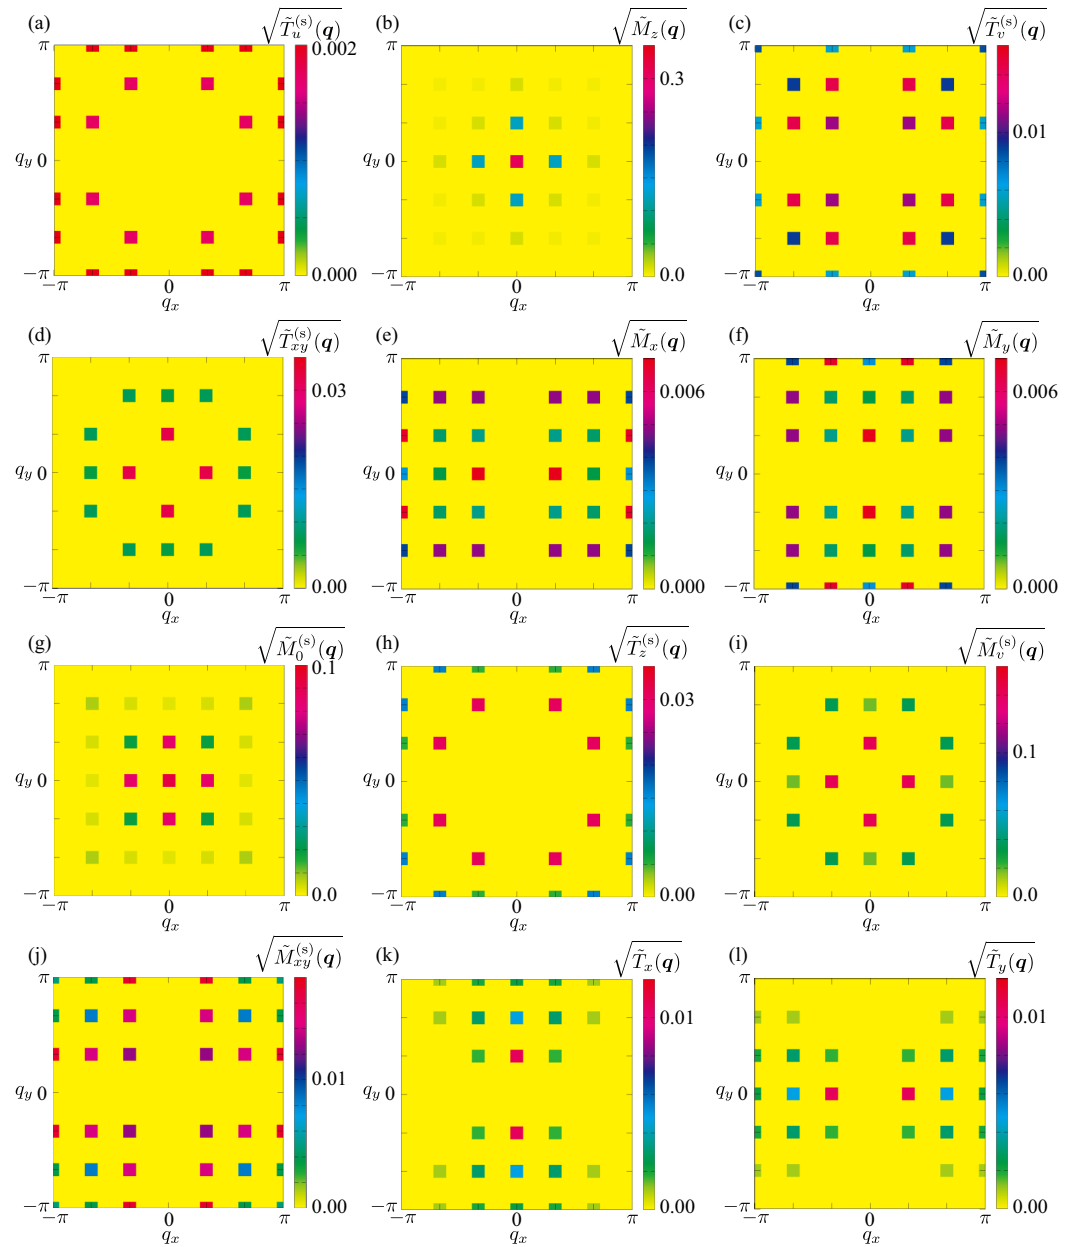 (a) √T̃u^(s)(q) (b) √M̃z(q) (c) √T̃v^(s)(q)
π 0.002 π 0.3 π 0.01
qy 0 qy 0 qy 0
−π 0.000 −π 0.0 −π 0.00
−π 0 π −π 0 π −π 0 π
qx qx qx
(d) √T̃xy^(s)(q) (e) √M̃x(q) (f) √M̃y(q)
π 0.03 π 0.006 π 0.006
qy 0 qy 0 qy 0
−π 0.00 −π 0.000 −π 0.000
−π 0 π −π 0 π −π 0 π
qx qx qx
(g) √M̃0^(s)(q) (h) √T̃z^(s)(q) (i) √M̃v^(s)(q)
π 0.1 π 0.03 π 0.1
qy 0 qy 0 qy 0
−π 0.0 −π 0.00 −π 0.0
−π 0 π −π 0 π −π 0 π
qx qx qx
(j) √M̃xy^(s)(q) (k) √T̃x(q) (l) √T̃y(q)
π 0.01 π 0.01 π 0.01
qy 0 qy 0 qy 0
−π 0.00 −π 0.00 −π 0.00
−π 0 π −π 0 π −π 0 π
qx qx qx